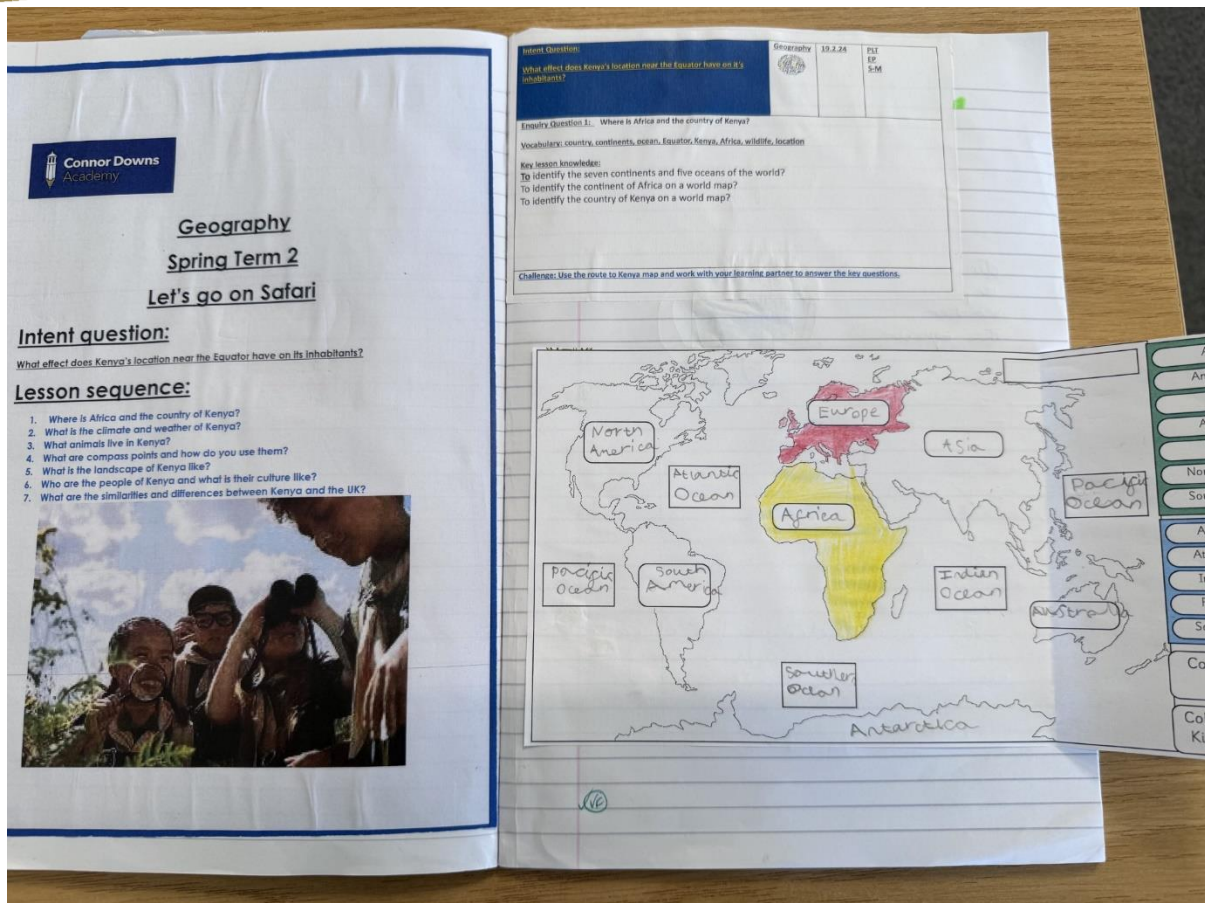 Connor Downs
Academy
Geography
Spring Term 2
Let's go on Safari
Intent question:
What effect does Kenya's location near the Equator have on its inhabitants?
Lesson sequence:
1. Where is Africa and the country of Kenya?
2. What is the climate and weather of Kenya?
3. What animals live in Kenya?
4. What are compass points and how do you use them?
5. What is the landscape of Kenya like?
6. Who are the people of Kenya and what is their culture like?
7. What are the similarities and differences between Kenya and the UK?
Intent Question:
What effect does Kenya's location near the Equator have on it's
inhabitants?
Geography
19.2.24
PLT
EP
S-M
Enquiry Question 1: Where is Africa and the country of Kenya?
Vocabulary: country, continents, ocean, Equator, Kenya, Africa, wildlife, location
Key lesson knowledge:
To identify the seven continents and five oceans of the world?
To identify the continent of Africa on a world map?
To identify the country of Kenya on a world map?
Challenge: Use the route to Kenya map and work with your learning partner to answer the key questions.
Europe
North
America
Asia
Atlantic
Ocean
Pacific
Ocean
Africa
Pacific
Ocean
South
America
Indien
Ocean
Australia
Souther
Ocean
Antarctica